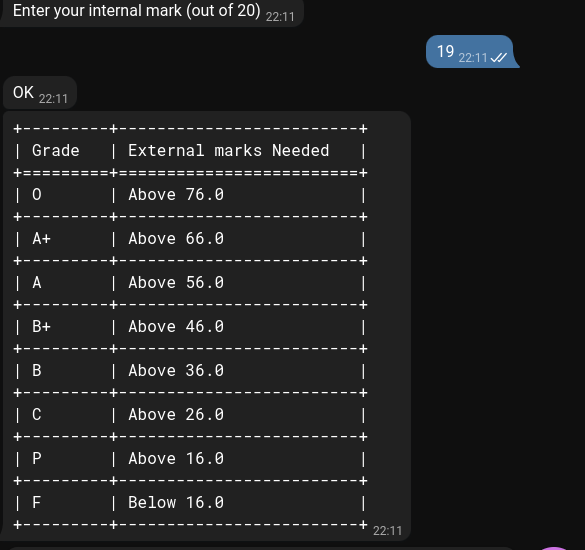 Enter your internal mark (out of 20) 22:11
19 22:11
OK 22:11
+---------+-------------------------+
| Grade   | External marks Needed   |
+=========+=========================+
| O       | Above 76.0              |
+---------+-------------------------+
| A+      | Above 66.0              |
+---------+-------------------------+
| A       | Above 56.0              |
+---------+-------------------------+
| B+      | Above 46.0              |
+---------+-------------------------+
| B       | Above 36.0              |
+---------+-------------------------+
| C       | Above 26.0              |
+---------+-------------------------+
| P       | Above 16.0              |
+---------+-------------------------+
| F       | Below 16.0              |
+---------+-------------------------+ 22:11